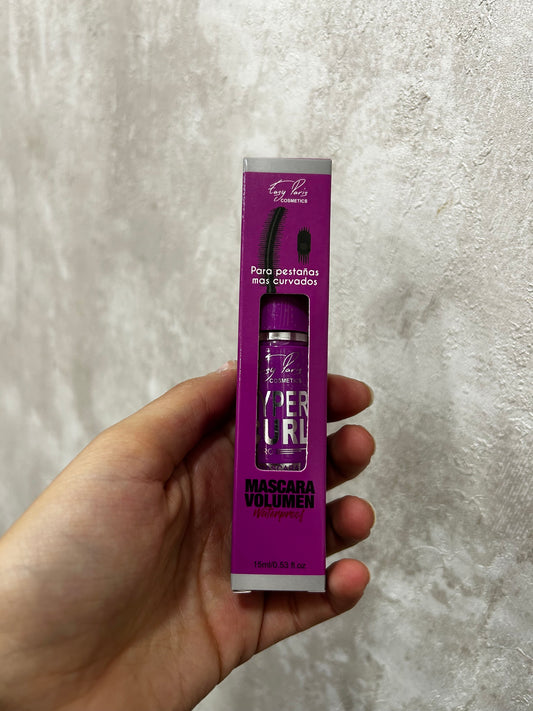 Easy Paris
COSMETICS
Para pestañas
mas curvados
Easy Paris
COSMETICS
YPER
URL
MASCARA
VOLUMEN
Waterproof
15ml/0.53 fl.oz